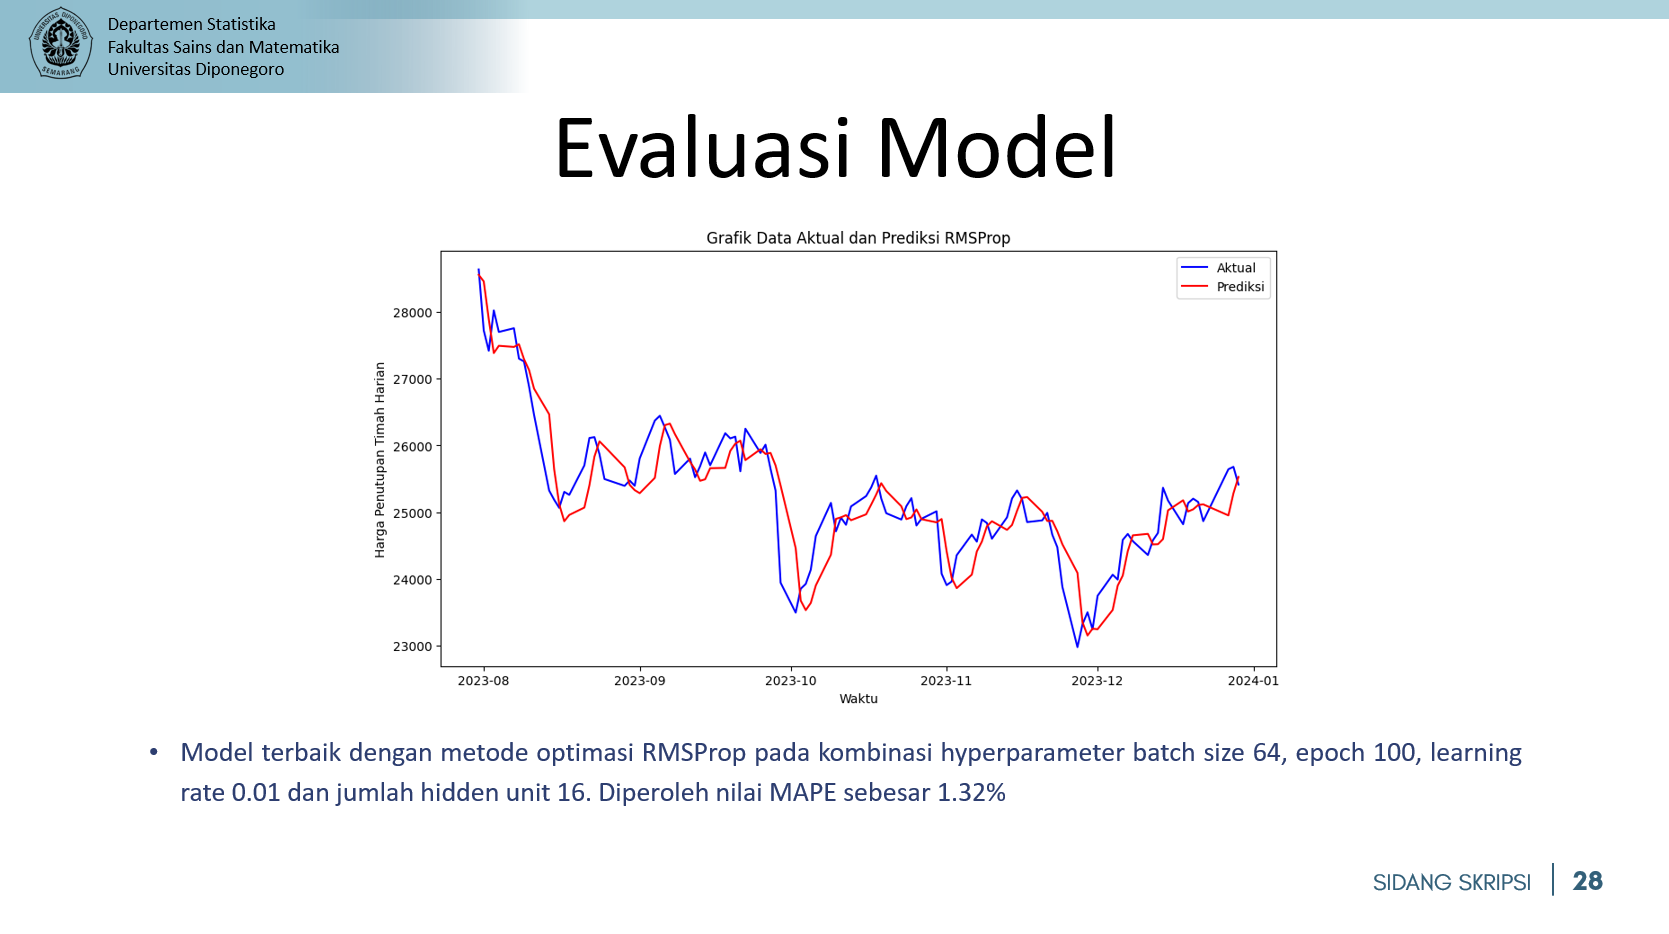 Departemen Statistika
Fakultas Sains dan Matematika
Universitas Diponegoro
UNIVERSITAS DIPONEGORO
SEMARANG
Evaluasi Model
Grafik Data Aktual dan Prediksi RMSProp
Aktual
Prediksi
Harga Penutupan Timah Harian
28000
27000
26000
25000
24000
23000
2023-08 2023-09 2023-10 2023-11 2023-12 2024-01
Waktu
• Model terbaik dengan metode optimasi RMSProp pada kombinasi hyperparameter batch size 64, epoch 100, learning
rate 0.01 dan jumlah hidden unit 16. Diperoleh nilai MAPE sebesar 1.32%
SIDANG SKRIPSI 28